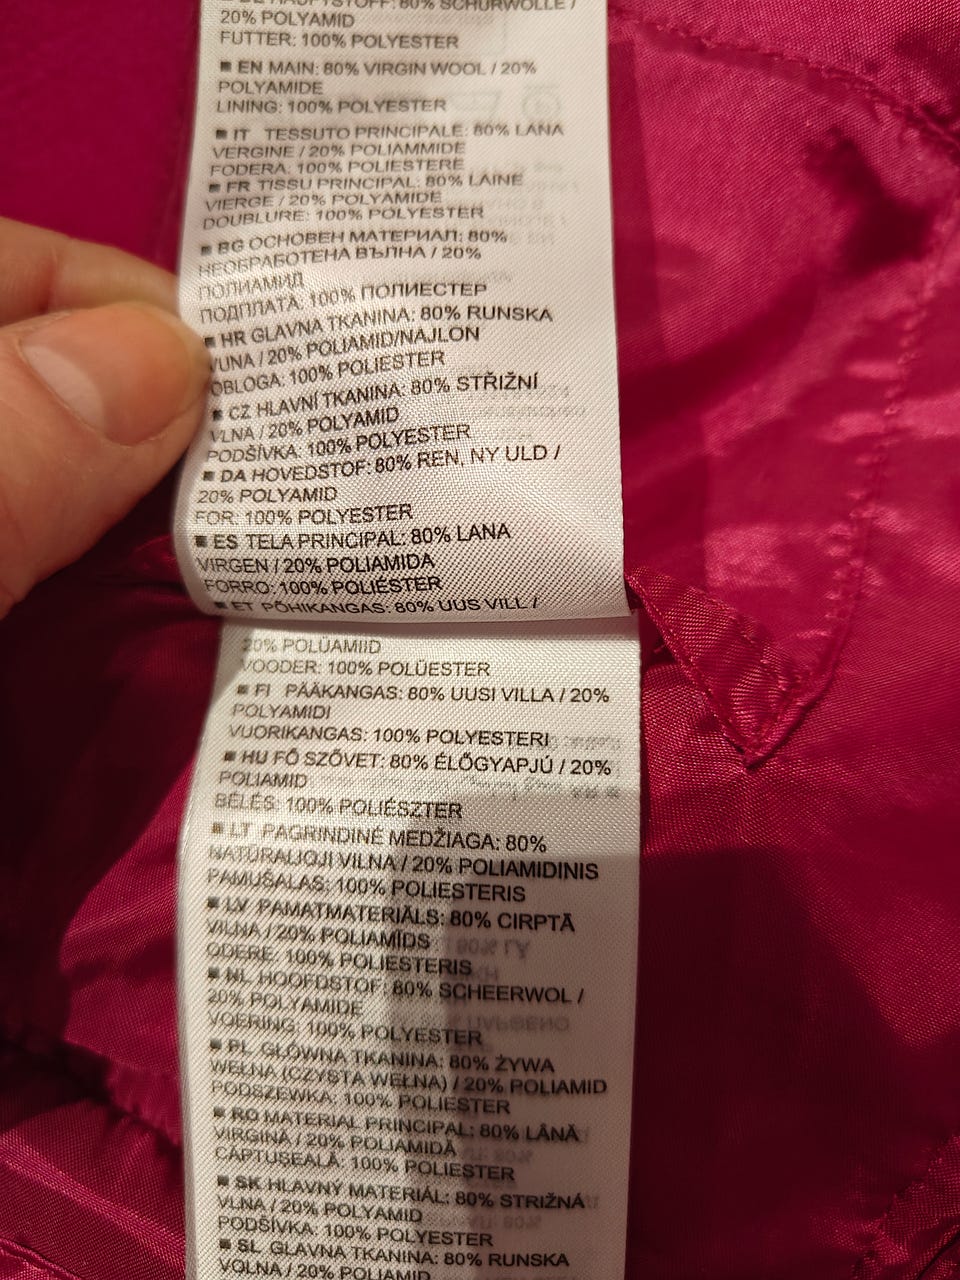 DE HAUPTSTOFF: 80% SCHURWOLLE /
20% POLYAMID
FUTTER: 100% POLYESTER
■ EN MAIN: 80% VIRGIN WOOL / 20%
POLYAMIDE
LINING: 100% POLYESTER
■ IT TESSUTO PRINCIPALE: 80% LANA
VERGINE / 20% POLIAMMIDE
FODERA: 100% POLIESTERE
■ FR TISSU PRINCIPAL: 80% LAINE
VIERGE / 20% POLYAMIDE
DOUBLURE: 100% POLYESTER
■ BG ОСНОВЕН МАТЕРИАЛ: 80%
НЕОБРАБОТЕНА ВЪЛНА / 20%
ПОЛИАМИД
ПОДПЛАТА: 100% ПОЛИЕСТЕР
■ HR GLAVNA TKANINA: 80% RUNSKA
VUNA / 20% POLIAMID/NAJLON
OBLOGA: 100% POLIESTER
■ CZ HLAVNÍ TKANINA: 80% STŘIŽNÍ
VLNA / 20% POLYAMID
PODŠÍVKA: 100% POLYESTER
■ DA HOVEDSTOF: 80% REN, NY ULD /
20% POLYAMID
FOR: 100% POLYESTER
■ ES TELA PRINCIPAL: 80% LANA
VIRGEN / 20% POLIAMIDA
FORRO: 100% POLIÉSTER
■ ET PÕHIKANGAS: 80% UUS VILL /
20% POLÜAMIID
VOODER: 100% POLÜESTER
■ FI PÄÄKANGAS: 80% UUSI VILLA / 20%
POLYAMIDI
VUORIKANGAS: 100% POLYESTERI
■ HU FŐ SZÖVET: 80% ÉLŐGYAPJÚ / 20%
POLIAMID
BÉLÉS: 100% POLIÉSZTER
■ LT PAGRINDINĖ MEDŽIAGA: 80%
NATŪRALIOJI VILNA / 20% POLIAMIDINIS
PAMUŠALAS: 100% POLIESTERIS
■ LV PAMATMATERIĀLS: 80% CIRPTĀ
VILNA / 20% POLIAMĪDS
ODERE: 100% POLIESTERIS
■ NL HOOFDSTOF: 80% SCHEERWOL /
20% POLYAMIDE
VOERING: 100% POLYESTER
■ PL GŁÓWNA TKANINA: 80% ŻYWA
WEŁNA (CZYSTA WEŁNA) / 20% POLIAMID
PODSZEWKA: 100% POLIESTER
■ RO MATERIAL PRINCIPAL: 80% LÂNĂ
VIRGINĂ / 20% POLIAMIDĂ
CĂPTUȘEALĂ: 100% POLIESTER
■ SK HLAVNÝ MATERIÁL: 80% STRIŽNÁ
VLNA / 20% POLYAMID
PODŠÍVKA: 100% POLYESTER
■ SL GLAVNA TKANINA: 80% RUNSKA
VOLNA / 20% POLIAMID